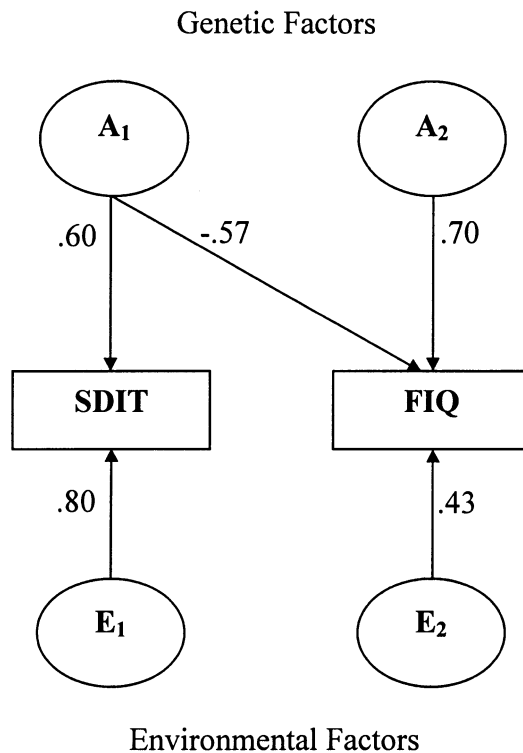 Genetic Factors
A₁ A₂
.60 -.57 .70
SDIT FIQ
.80 .43
E₁ E₂
Environmental Factors